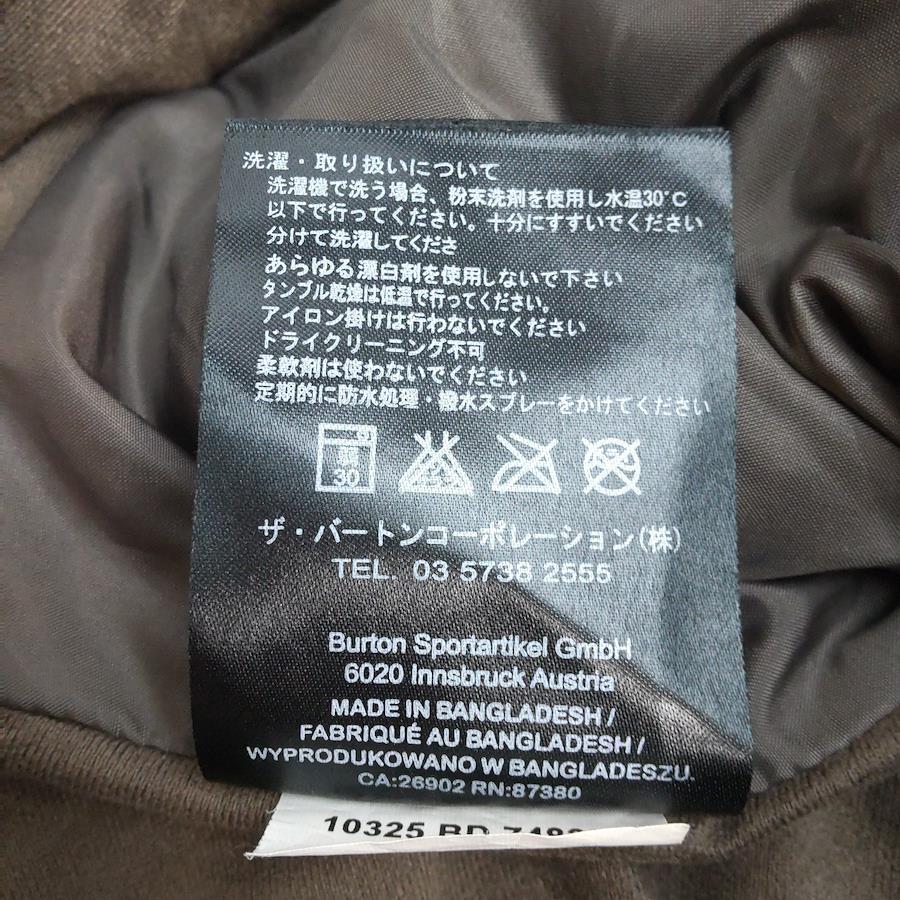 洗濯・取り扱いについて
洗濯機で洗う場合、粉末洗剤を使用し水温30°C
以下で行ってください。十分にすすいでください
分けて洗濯してくださ
あらゆる漂白剤を使用しないで下さい
タンブル乾燥は低温で行ってください。
アイロン掛けは行わないでください
ドライクリーニング不可
柔軟剤は使わないでください
定期的に防水処理・撥水スプレーをかけてください
弱
30
ザ・バートンコーポレーション(株)
TEL. 03 5738 2555
Burton Sportartikel GmbH
6020 Innsbruck Austria
MADE IN BANGLADESH /
FABRIQUÉ AU BANGLADESH /
WYPRODUKOWANO W BANGLADESZU.
CA:26902 RN:87380
10325 BD